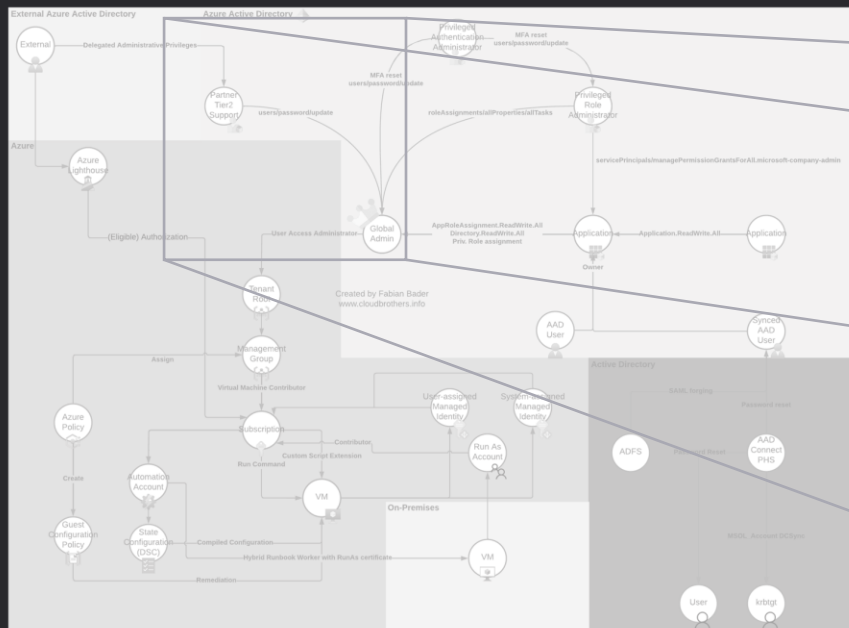 External Azure Active Directory
Azure Active Directory
External
Delegated Administrative Privileges
Privileged
Authentication
Administrator
MFA reset
users/password/update
MFA reset
users/password/update
Partner
Tier2
Support
users/password/update
roleAssignments/allProperties/allTasks
Privileged
Role
Administrator
Azure
Azure
Lighthouse
servicePrincipals/managePermissionGrantsForAll.microsoft-company-admin
(Eligible) Authorization
User Access Administrator
Global
Admin
AppRoleAssignment.ReadWrite.All
Directory.ReadWrite.All
Priv. Role assignment
Application
Application.ReadWrite.All
Application
Owner
Tenant
Root
Created by Fabian Bader
www.cloudbrothers.info
AAD
User
Synced
AAD
User
Assign
Management
Group
Active Directory
Virtual Machine Contributor
User-assigned
Managed
Identity
System-assigned
Managed
Identity
Password reset
Azure
Policy
Subscription
Contributor
Custom Script Extension
Run Command
Run As
Account
ADFS
AAD
Connect
PHS
Create
Automation
Account
VM
On-Premises
Guest
Configuration
Policy
State
Configuration
(DSC)
Compiled Configuration
Hybrid Runbook Worker with RunAs certificate
VM
Remediation
User
krbtgt